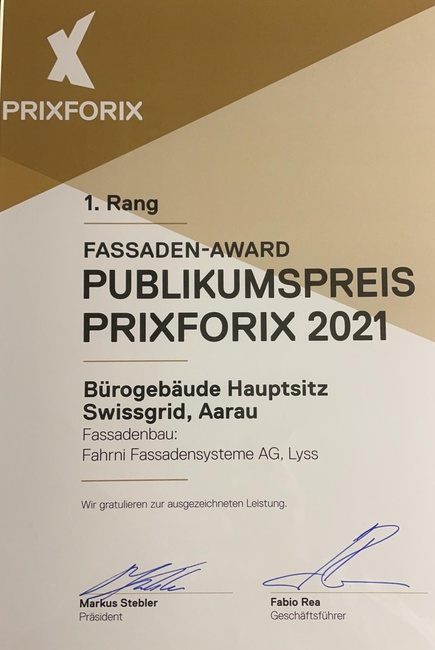 PRIXFORIX
1. Rang
FASSADEN-AWARD
PUBLIKUMSPREIS
PRIXFORIX 2021
Bürogebäude Hauptsitz
Swissgrid, Aarau
Fassadenbau:
Fahrni Fassadensysteme AG, Lyss
Wir gratulieren zur ausgezeichneten Leistung.
Markus Stebler
Präsident
Fabio Rea
Geschäftsführer